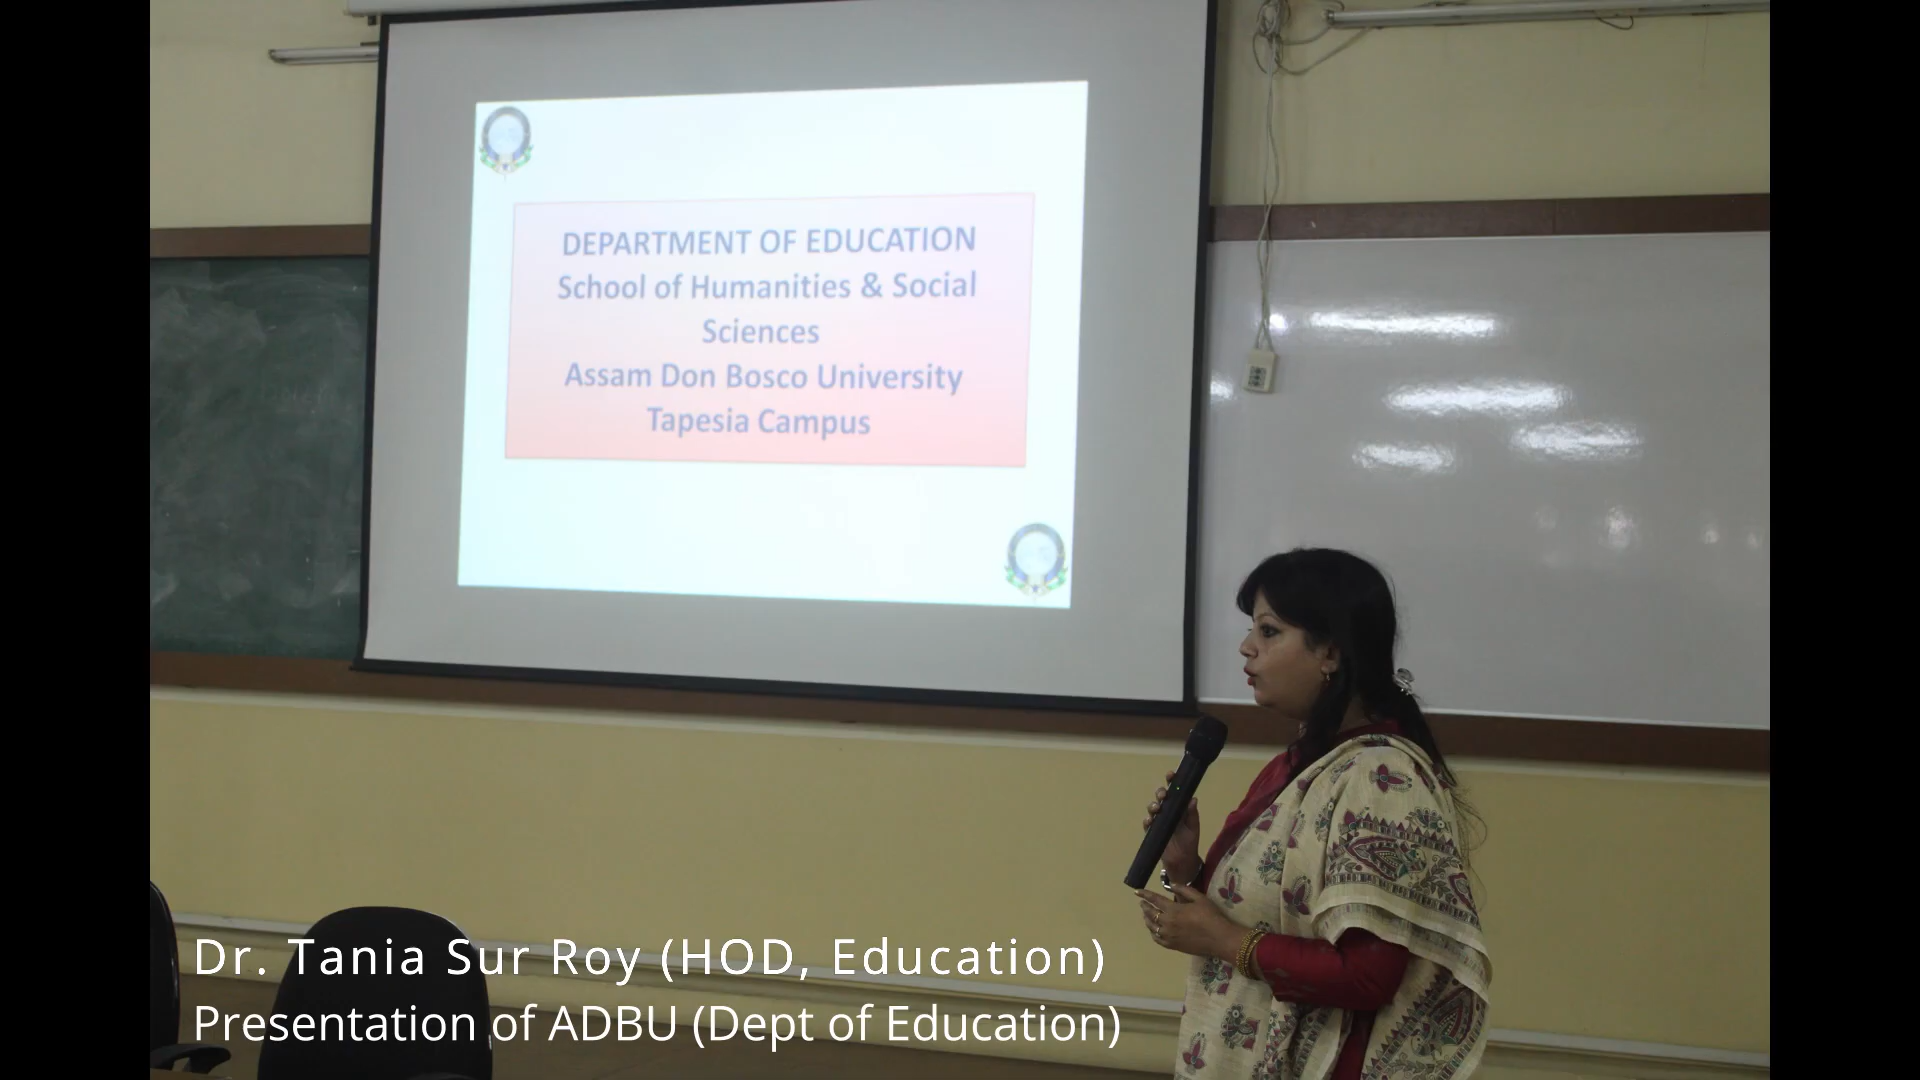 DEPARTMENT OF EDUCATION
School of Humanities & Social
Sciences
Assam Don Bosco University
Tapesia Campus
Dr. Tania Sur Roy (HOD, Education)
Presentation of ADBU (Dept of Education)